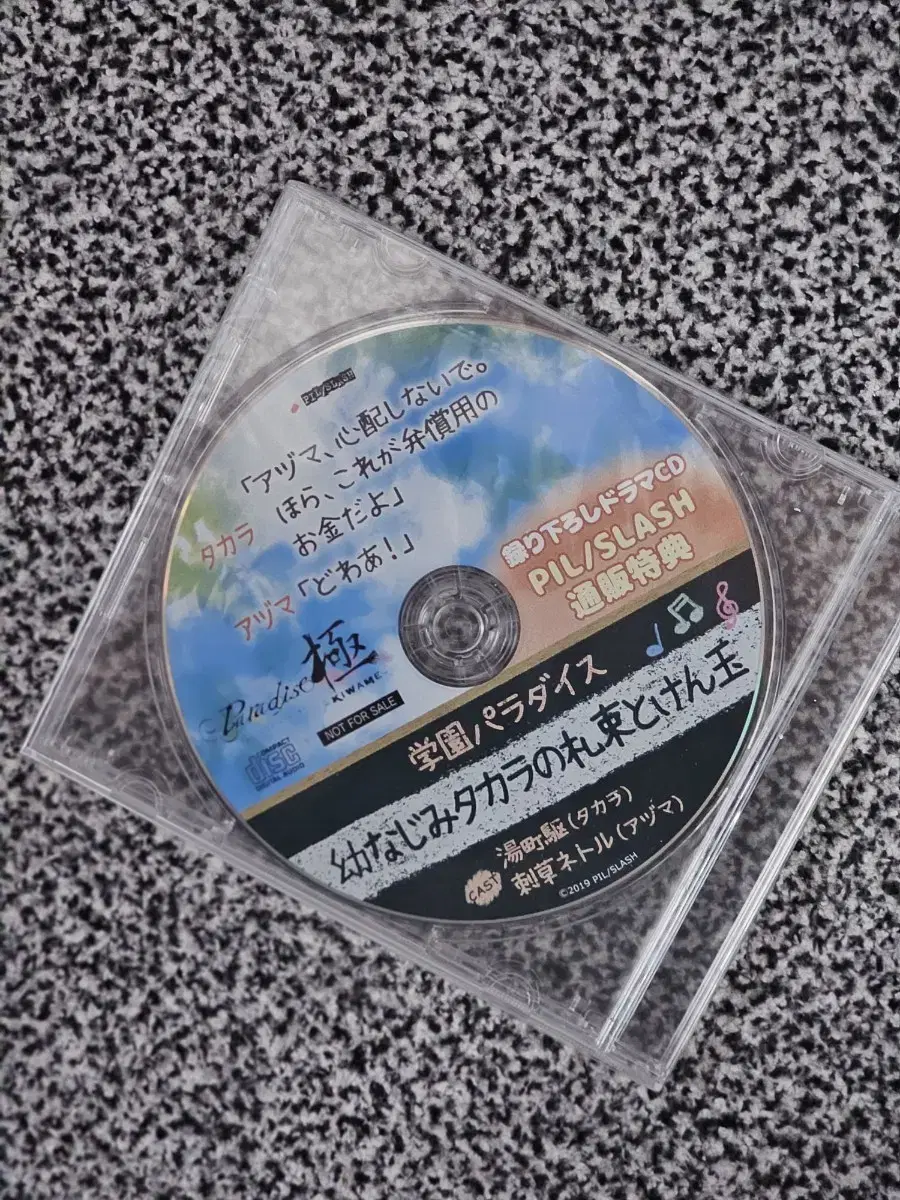 PIL/SLASH
「アヅマ、心配しないで。
タカラ ほら、これが弁償用の
お金だよ」
アヅマ「どわあ!」
録り下ろしドラマCD
PIL/SLASH
通販特典
Paradise
極
KIWAME
NOT FOR SALE
COMPACT
disc
DIGITAL AUDIO
学園パラダイス
幼なじみタカラの札束とげん玉
CAST 湯町駆(タカラ)
刺草ネトル(アヅマ)
©2019 PIL/SLASH